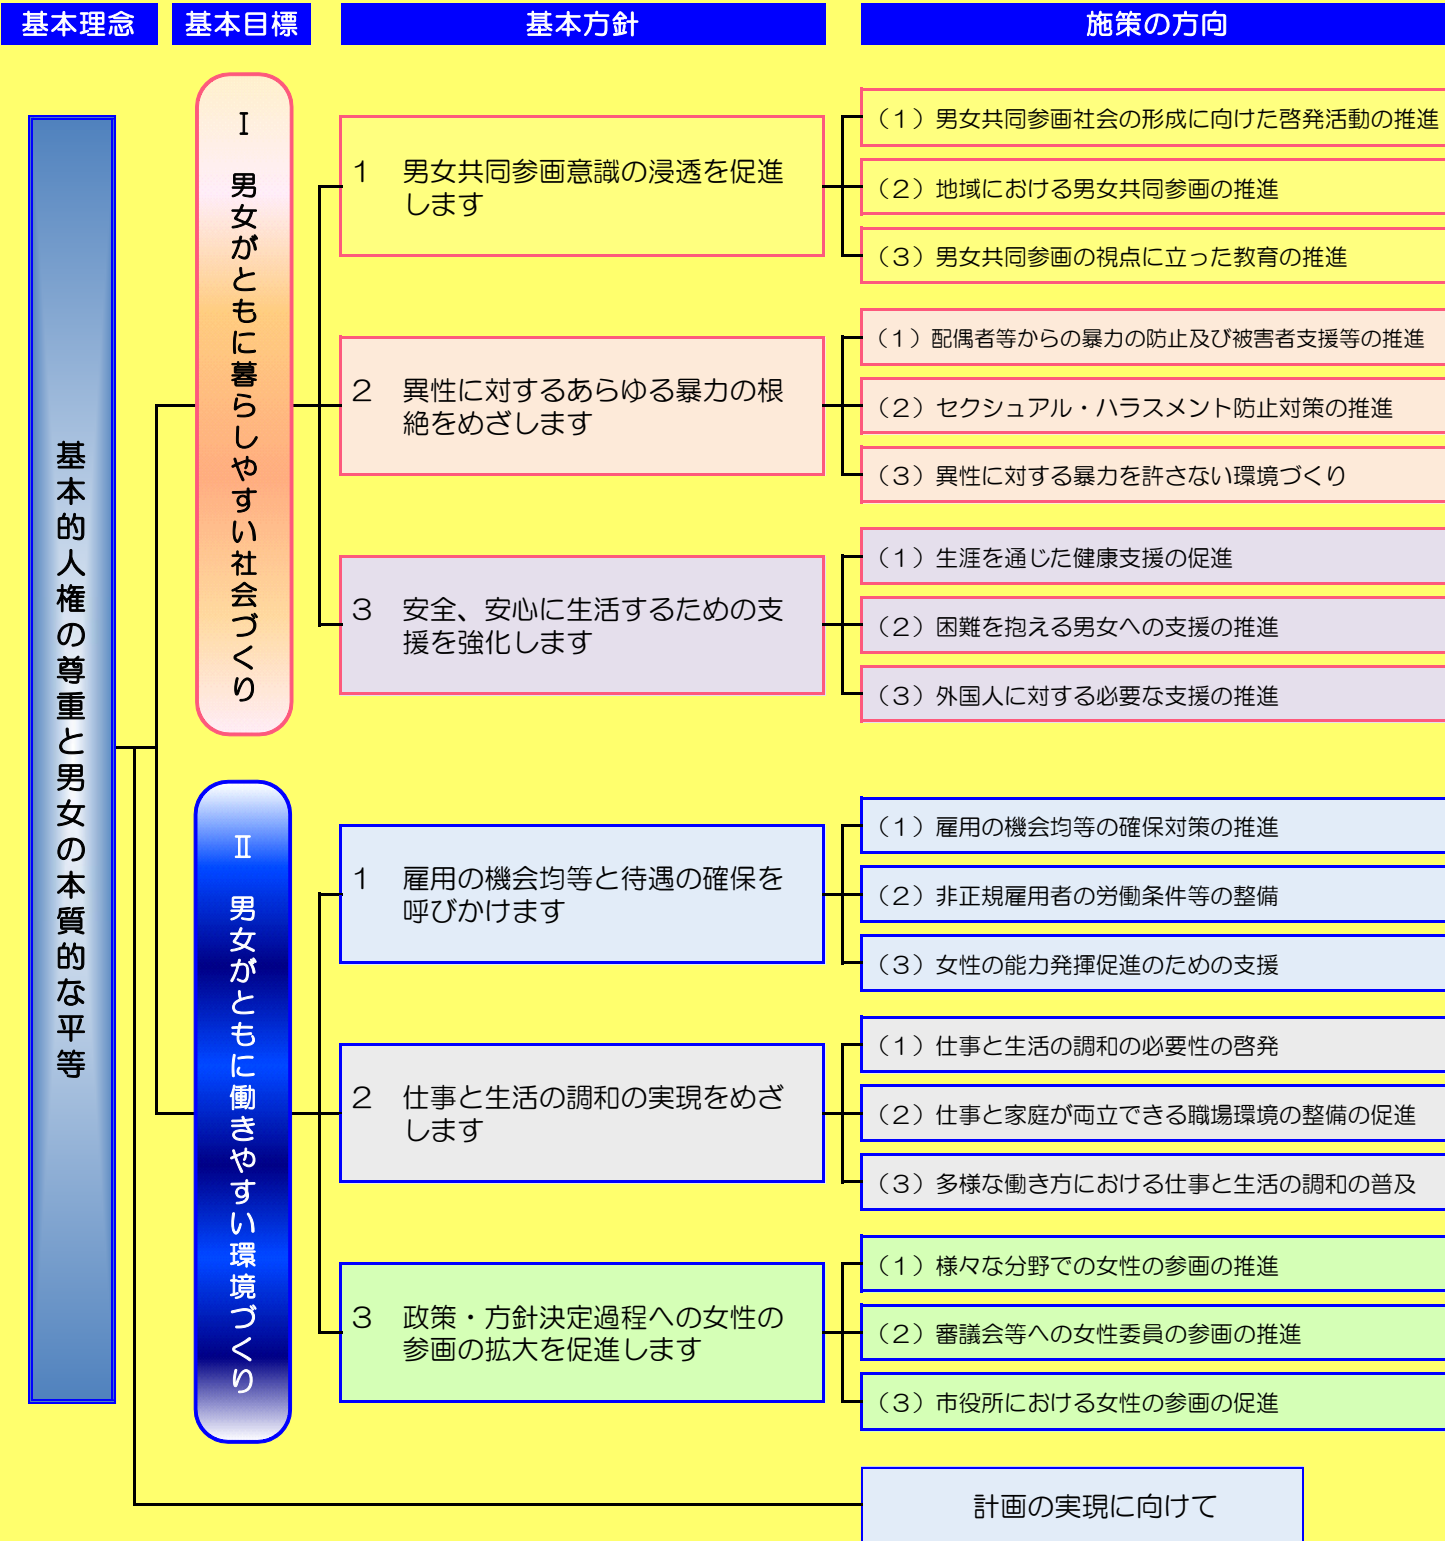 基本理念
基本目標
基本方針
施策の方向
基本的人権の尊重と男女の本質的な平等
Ⅰ 男女がともに暮らしやすい社会づくり
1 男女共同参画意識の浸透を促進
します
（1）男女共同参画社会の形成に向けた啓発活動の推進
（2）地域における男女共同参画の推進
（3）男女共同参画の視点に立った教育の推進
2 異性に対するあらゆる暴力の根
絶をめざします
（1）配偶者等からの暴力の防止及び被害者支援等の推進
（2）セクシュアル・ハラスメント防止対策の推進
（3）異性に対する暴力を許さない環境づくり
3 安全、安心に生活するための支
援を強化します
（1）生涯を通じた健康支援の促進
（2）困難を抱える男女への支援の推進
（3）外国人に対する必要な支援の推進
Ⅱ 男女がともに働きやすい環境づくり
1 雇用の機会均等と待遇の確保を
呼びかけます
（1）雇用の機会均等の確保対策の推進
（2）非正規雇用者の労働条件等の整備
（3）女性の能力発揮促進のための支援
2 仕事と生活の調和の実現をめざ
します
（1）仕事と生活の調和の必要性の啓発
（2）仕事と家庭が両立できる職場環境の整備の促進
（3）多様な働き方における仕事と生活の調和の普及
3 政策・方針決定過程への女性の
参画の拡大を促進します
（1）様々な分野での女性の参画の推進
（2）審議会等への女性委員の参画の推進
（3）市役所における女性の参画の促進
計画の実現に向けて